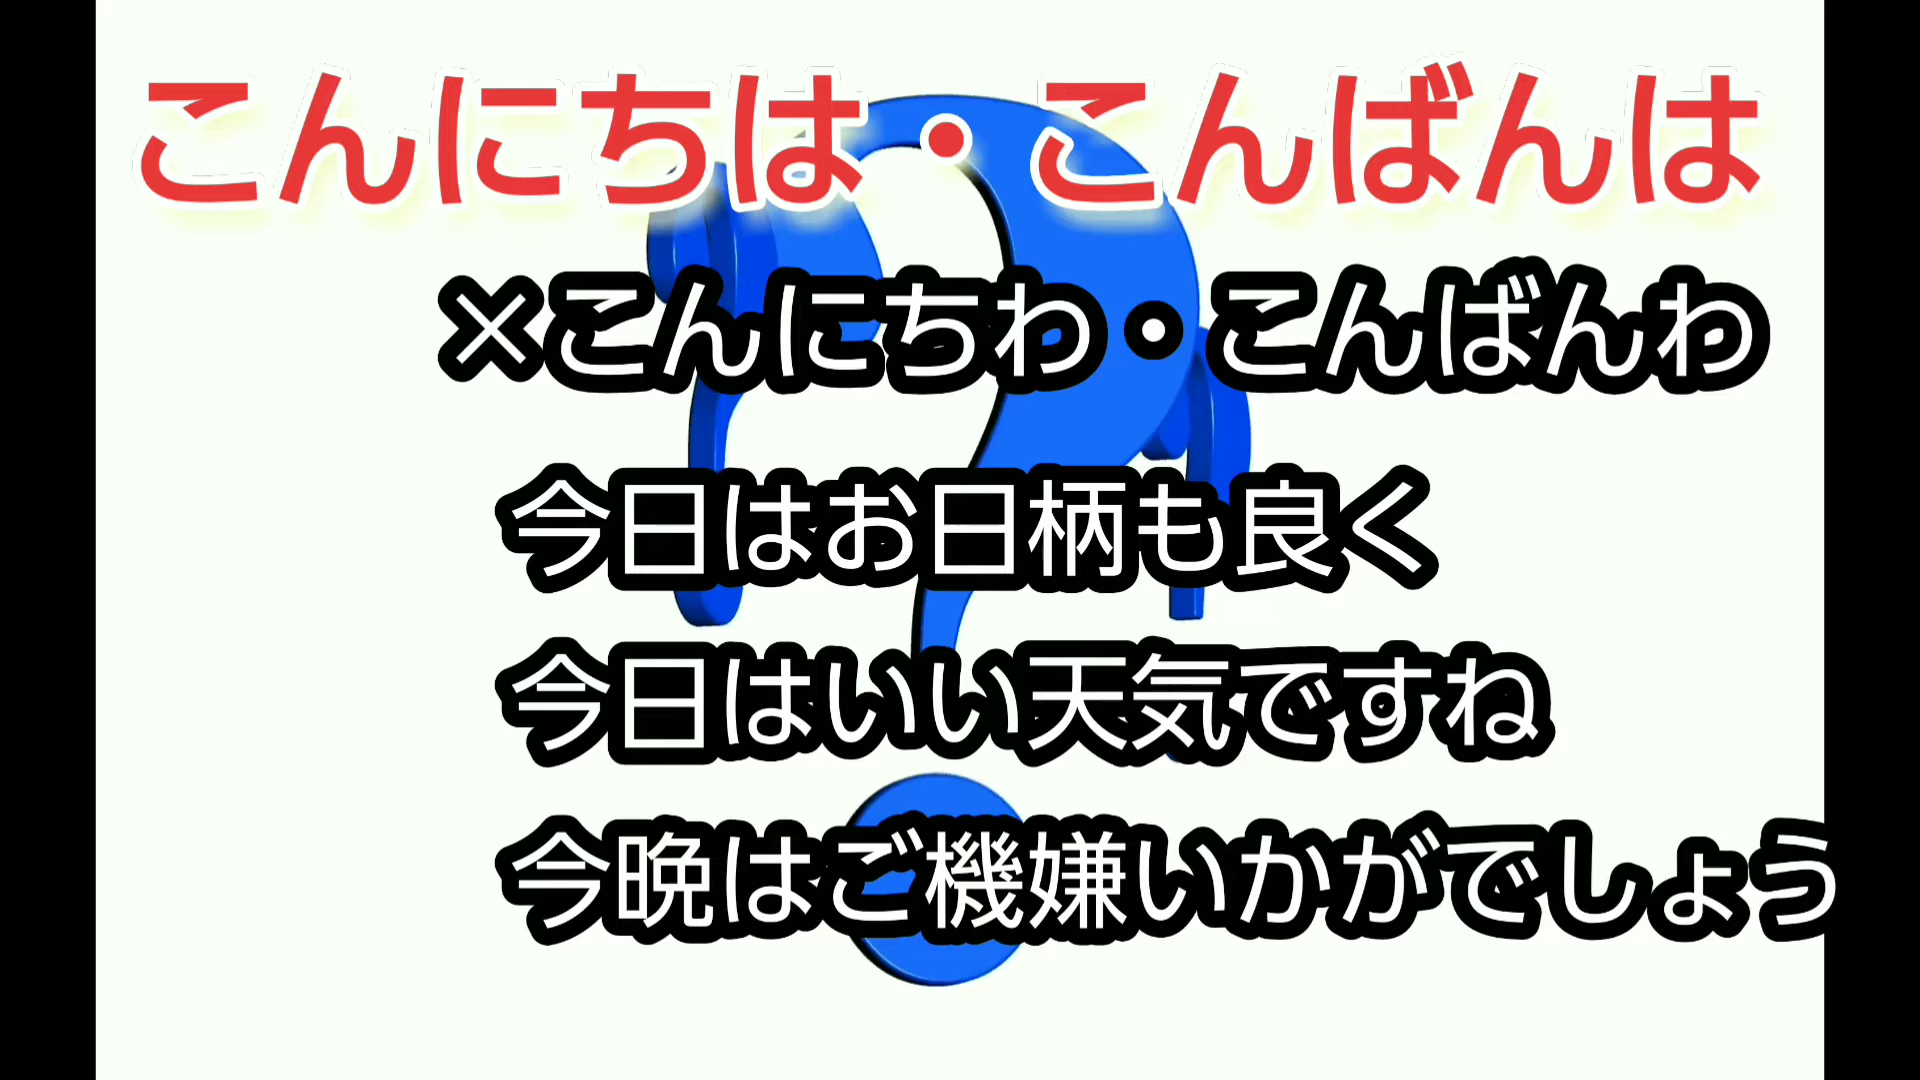 こんにちは・こんばんは
×こんにちわ・こんばんわ
今日はお日柄も良く
今日はいい天気ですね
今晩はご機嫌いかがでしょう